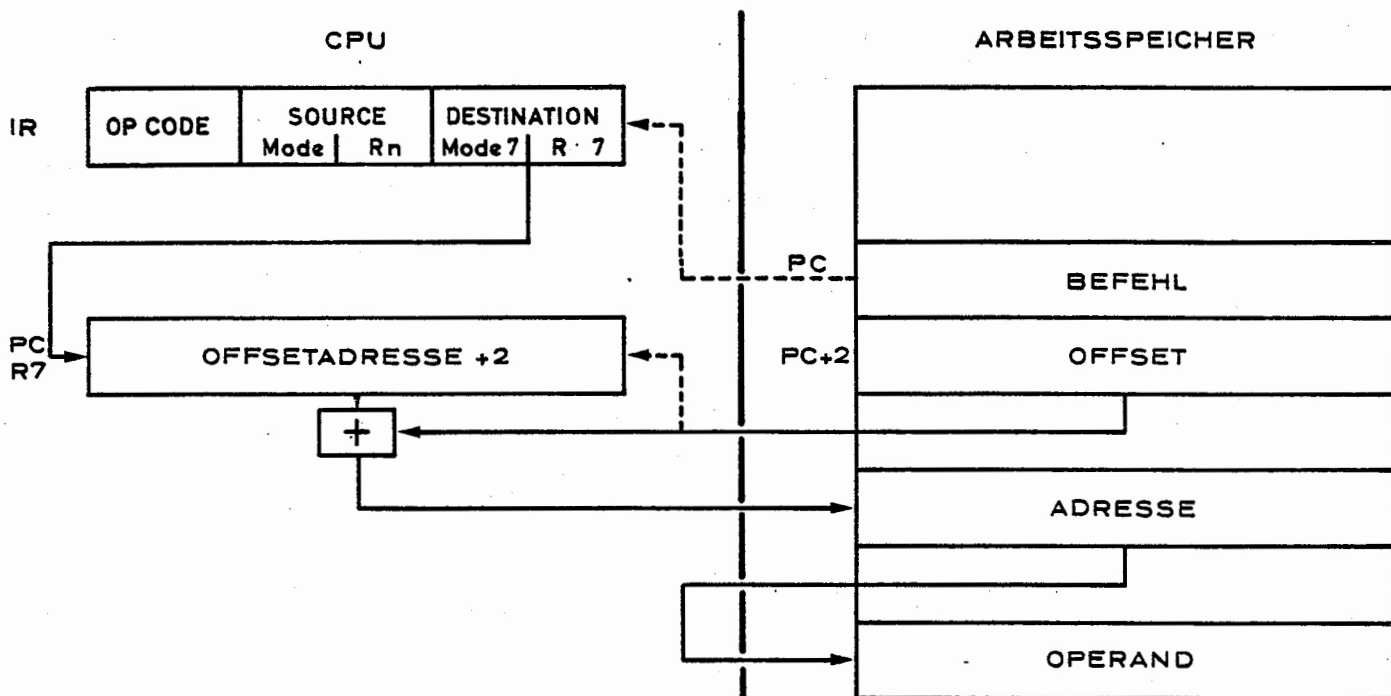 CPU
ARBEITSSPEICHER
IR
OP CODE
SOURCE
DESTINATION
Mode
Rn
Mode 7
R 7
PC
BEFEHL
PC
R7
OFFSETADRESSE +2
PC+2
OFFSET
+
ADRESSE
OPERAND